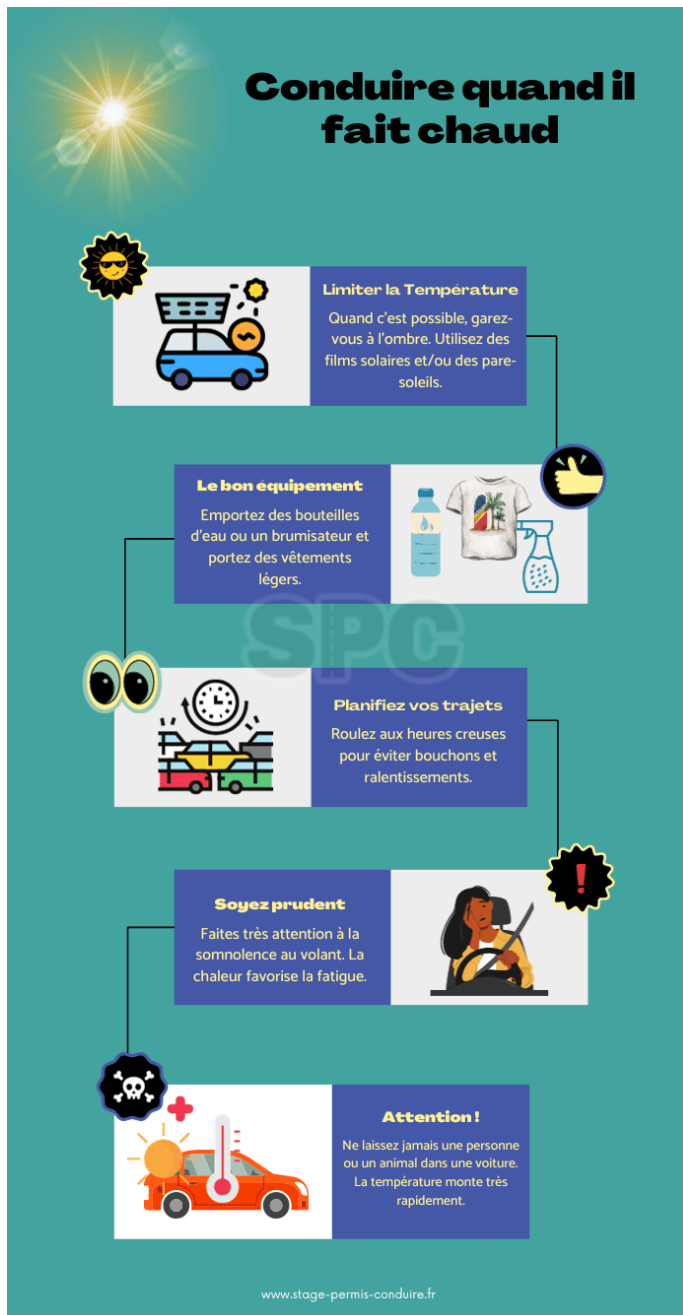 Conduire quand il
fait chaud
Limiter la Température
Quand c'est possible, garez-
vous à l'ombre. Utilisez des
films solaires et/ou des pare-
soleils.
Le bon équipement
Emportez des bouteilles
d'eau ou un brumisateur et
portez des vêtements
légers.
SPC
Planifiez vos trajets
Roulez aux heures creuses
pour éviter bouchons et
ralentissements.
Soyez prudent
Faites très attention à la
somnolence au volant. La
chaleur favorise la fatigue.
Attention !
Ne laissez jamais une personne
ou un animal dans une voiture.
La température monte très
rapidement.
www.stage-permis-conduire.fr